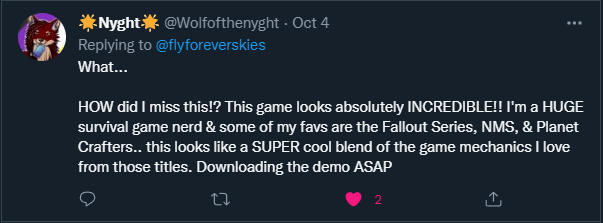 🌟Nyght🌟 @Wolfofthenyght · Oct 4
Replying to @flyforeverskies
What...
HOW did I miss this!? This game looks absolutely INCREDIBLE!! I'm a HUGE
survival game nerd & some of my favs are the Fallout Series, NMS, & Planet
Crafters.. this looks like a SUPER cool blend of the game mechanics I love
from those titles. Downloading the demo ASAP
2